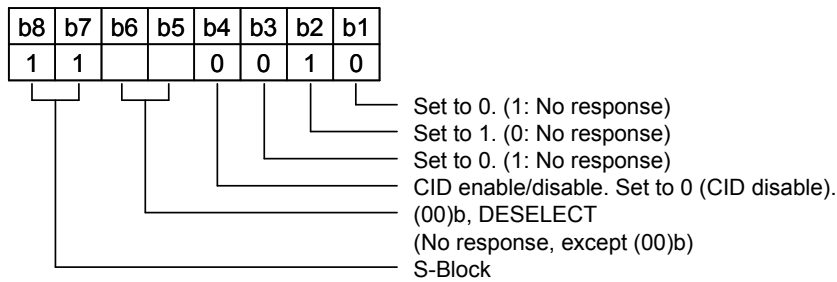 b8 b7 b6 b5 b4 b3 b2 b1
1 1 0 0 1 0
Set to 0. (1: No response)
Set to 1. (0: No response)
Set to 0. (1: No response)
CID enable/disable. Set to 0 (CID disable).
(00)b, DESELECT
(No response, except (00)b)
S-Block